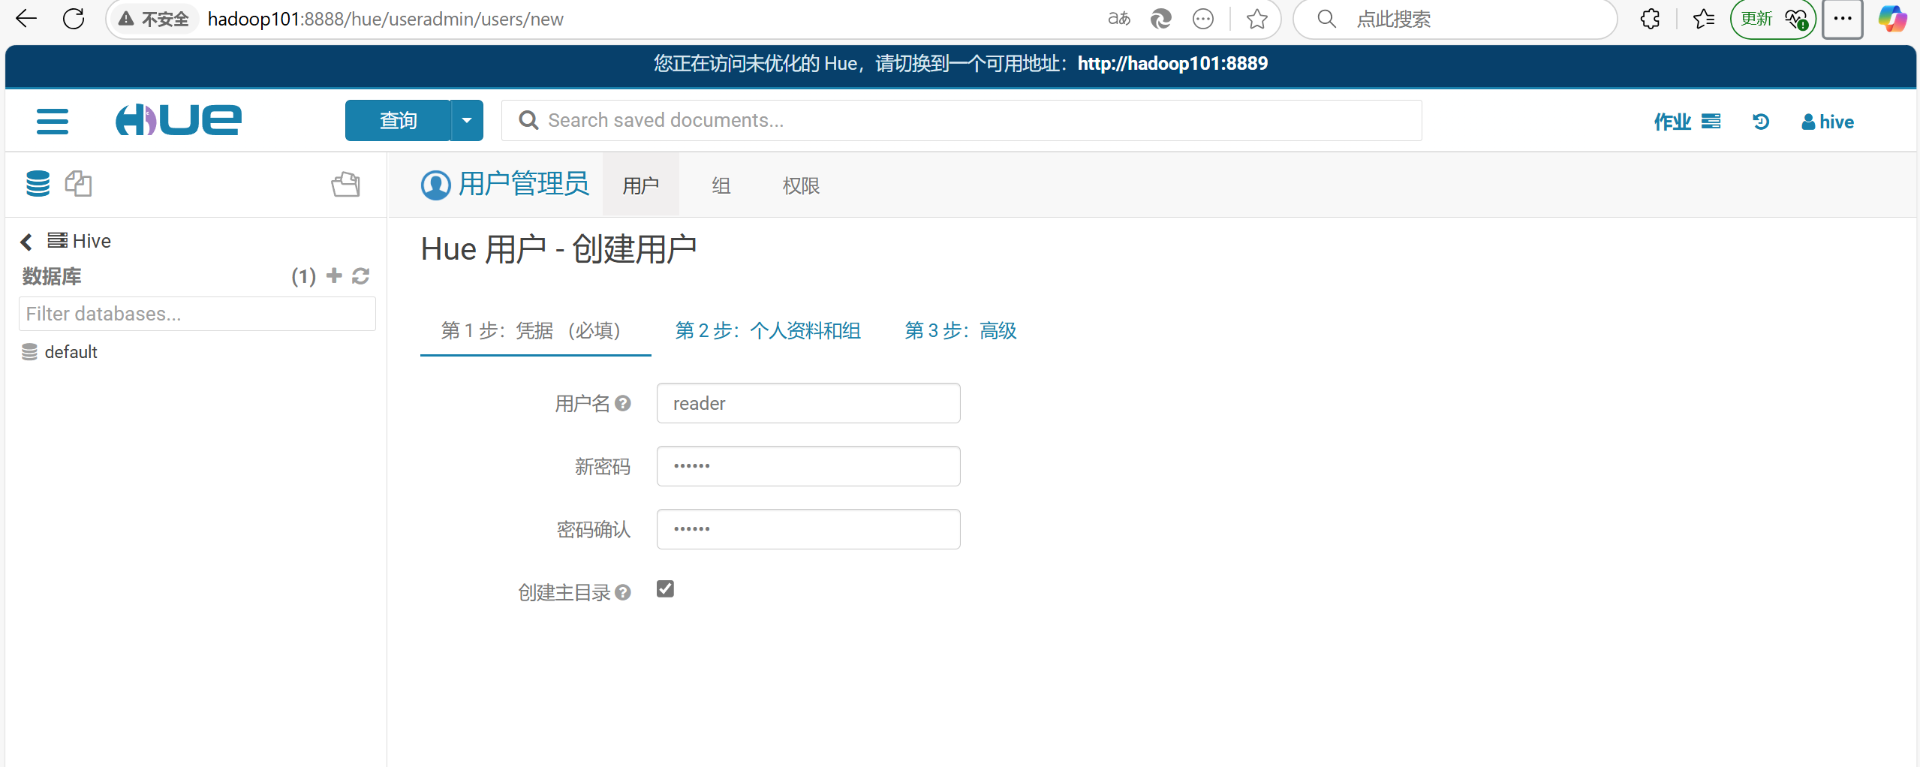 不安全 hadoop101:8888/hue/useradmin/users/new aあ 点此搜索 更新
您正在访问未优化的 Hue，请切换到一个可用地址：http://hadoop101:8889
HUE 查询 Search saved documents... 作业 hive
用户管理员 用户 组 权限
Hive
Hue 用户 - 创建用户
数据库 (1)
Filter databases...
第 1 步：凭据 （必填） 第 2 步：个人资料和组 第 3 步：高级
default
用户名 reader
新密码 ••••••
密码确认 ••••••
创建主目录